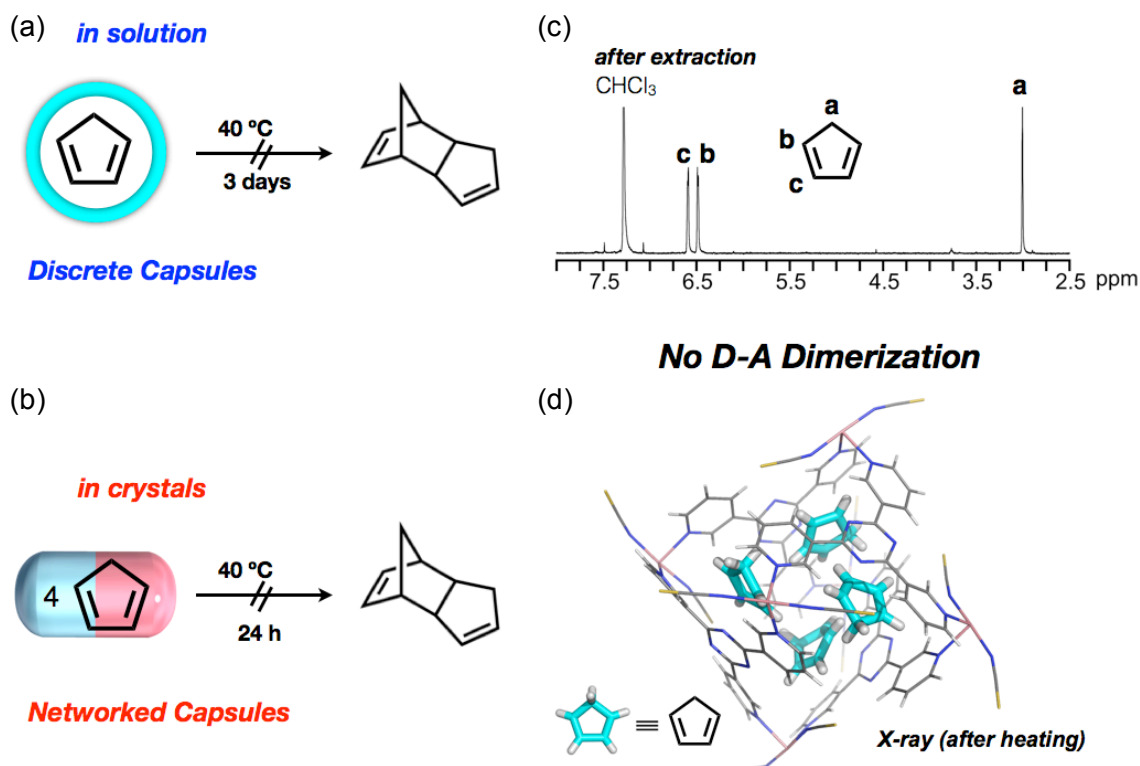 (a)
in solution
40 ºC
3 days
Discrete Capsules
(c)
after extraction
CHCl3
a
b
c
c b
a
7.5 6.5 5.5 4.5 3.5 2.5 ppm
No D-A Dimerization
(b)
in crystals
4
40 ºC
24 h
Networked Capsules
(d)
≡
X-ray (after heating)